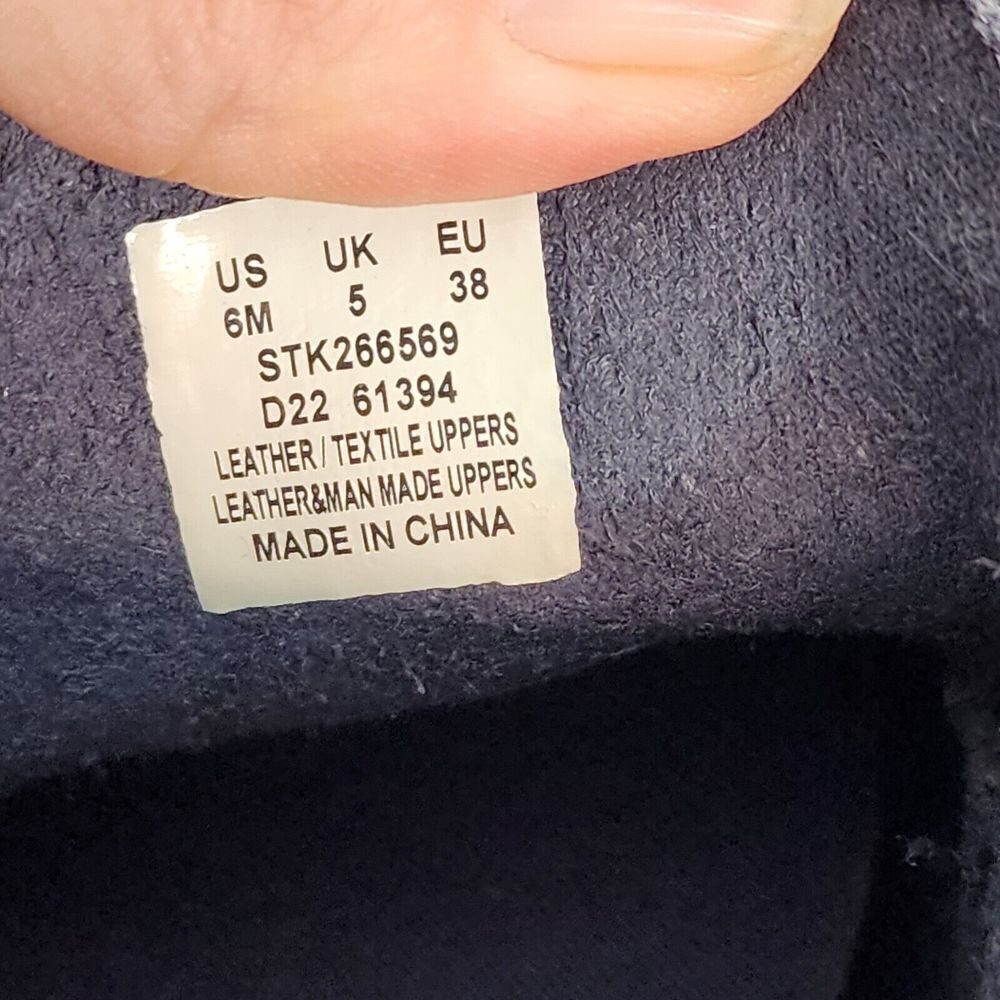 US UK EU
6M 5 38
STK266569
D22 61394
LEATHER / TEXTILE UPPERS
LEATHER&MAN MADE UPPERS
MADE IN CHINA